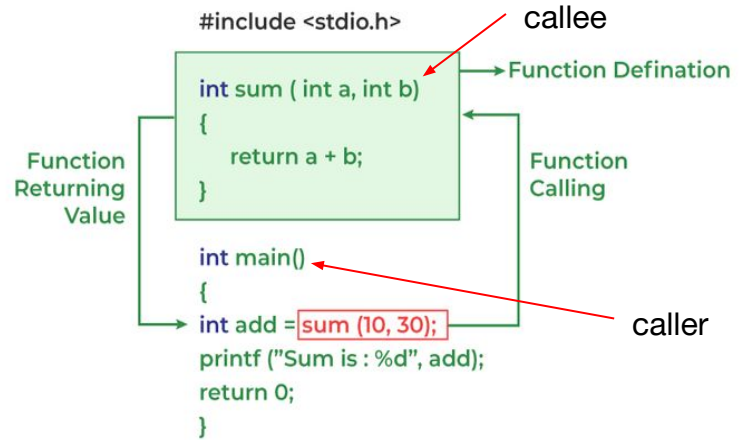 #include <stdio.h>
callee
int sum ( int a, int b)
{
return a + b;
}
Function Defination
Function
Returning
Value
Function
Calling
int main()
{
int add = sum (10, 30);
printf (”Sum is : %d”, add);
return 0;
}
caller